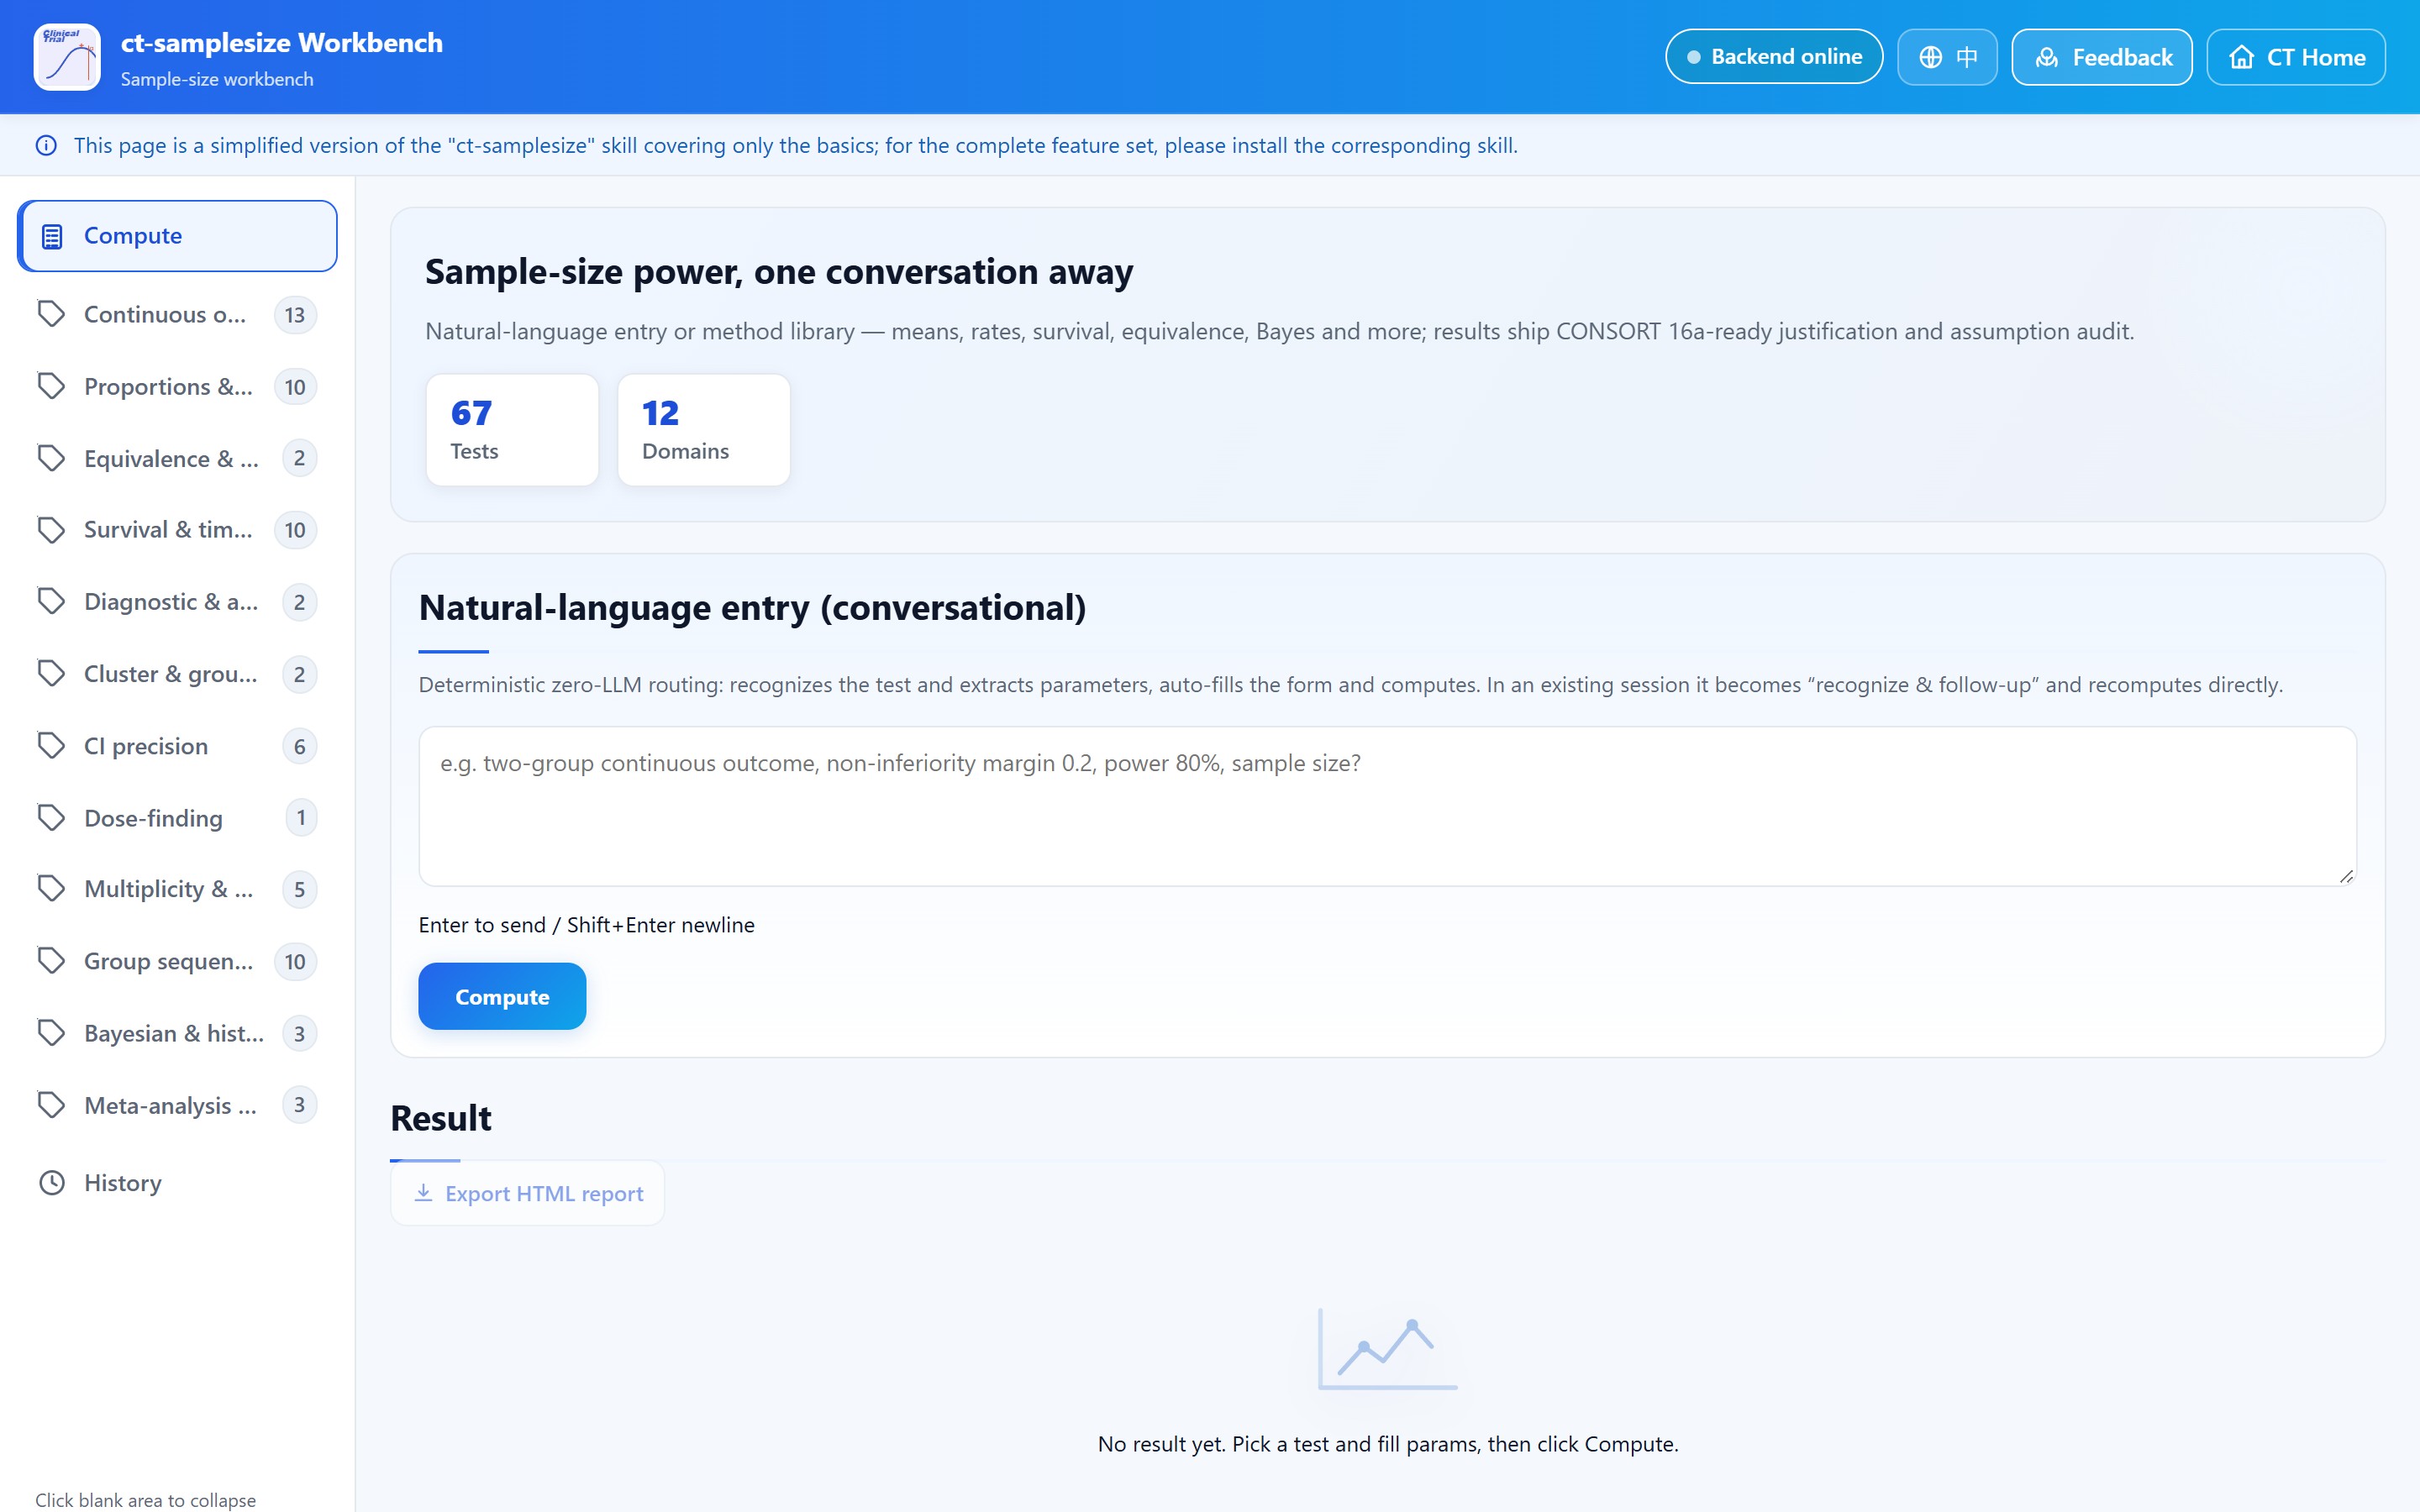 Clinical
Trial
ct-samplesize Workbench
Sample-size workbench
Backend online
中
Feedback
CT Home
This page is a simplified version of the "ct-samplesize" skill covering only the basics; for the complete feature set, please install the corresponding skill.
Compute
Continuous o... 13
Proportions &... 10
Equivalence & ... 2
Survival & tim... 10
Diagnostic & a... 2
Cluster & grou... 2
CI precision 6
Dose-finding 1
Multiplicity & ... 5
Group sequen... 10
Bayesian & hist... 3
Meta-analysis ... 3
History
Click blank area to collapse
Sample-size power, one conversation away
Natural-language entry or method library — means, rates, survival, equivalence, Bayes and more; results ship CONSORT 16a-ready justification and assumption audit.
67
Tests
12
Domains
Natural-language entry (conversational)
Deterministic zero-LLM routing: recognizes the test and extracts parameters, auto-fills the form and computes. In an existing session it becomes “recognize & follow-up” and recomputes directly.
e.g. two-group continuous outcome, non-inferiority margin 0.2, power 80%, sample size?
Enter to send / Shift+Enter newline
Compute
Result
Export HTML report
No result yet. Pick a test and fill params, then click Compute.